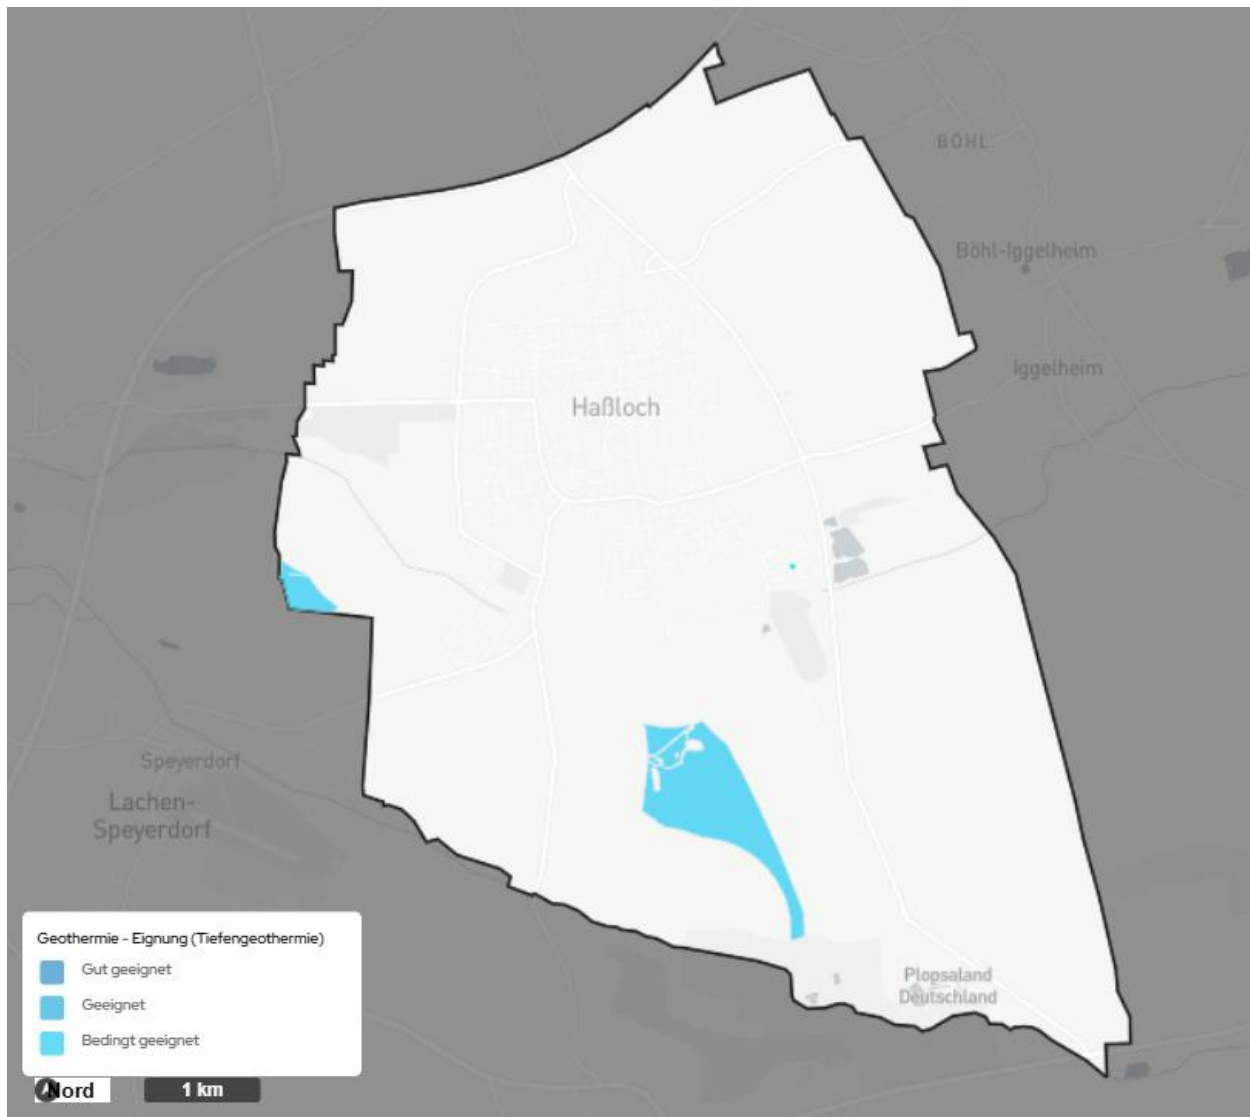 BÖHL
Böhl-Iggelheim
Iggelheim
Haßloch
Speyerdorf
Lachen-
Speyerdorf
Plopsaland
Deutschland
Geothermie - Eignung (Tiefengeothermie)
Gut geeignet
Geeignet
Bedingt geeignet
Nord
1 km